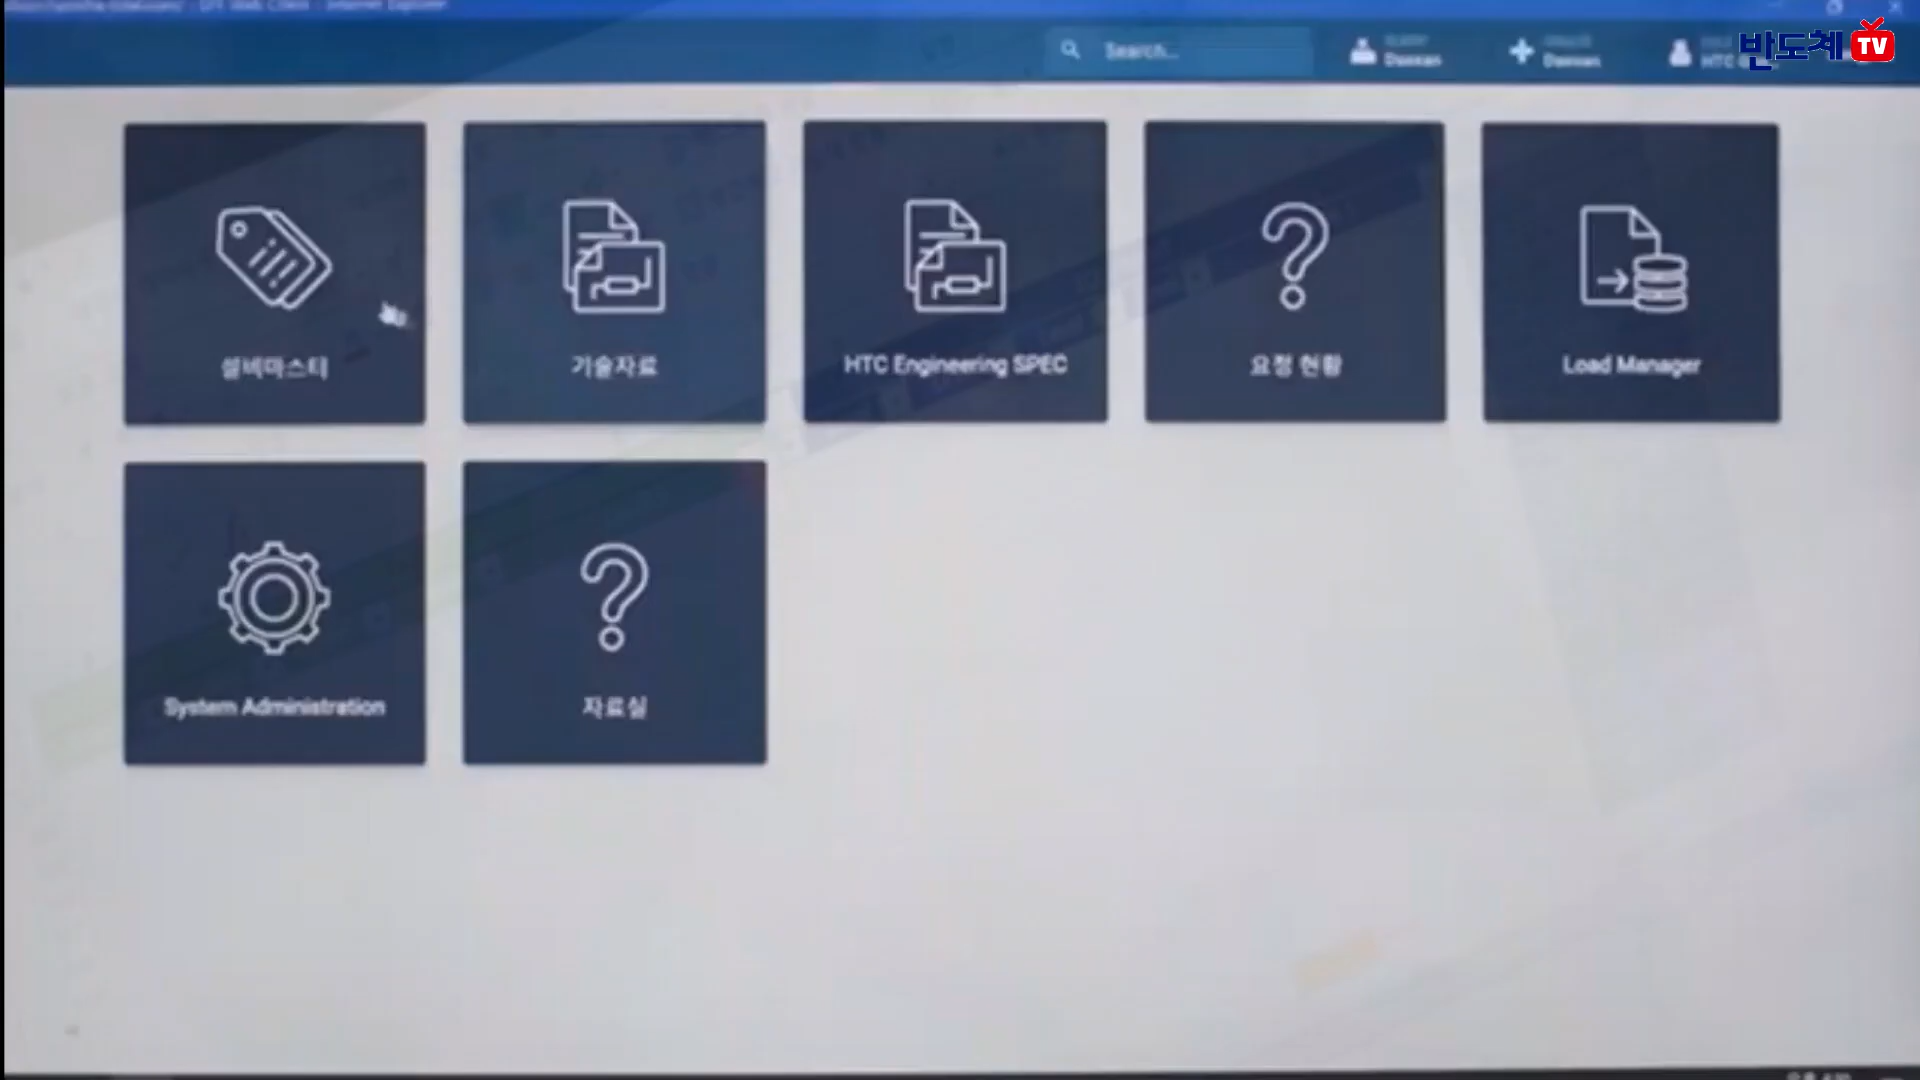 Search...
반도체 TV
설비마스터
기술자료
HTC Engineering SPEC
요청 현황
Load Manager
System Administration
자료실